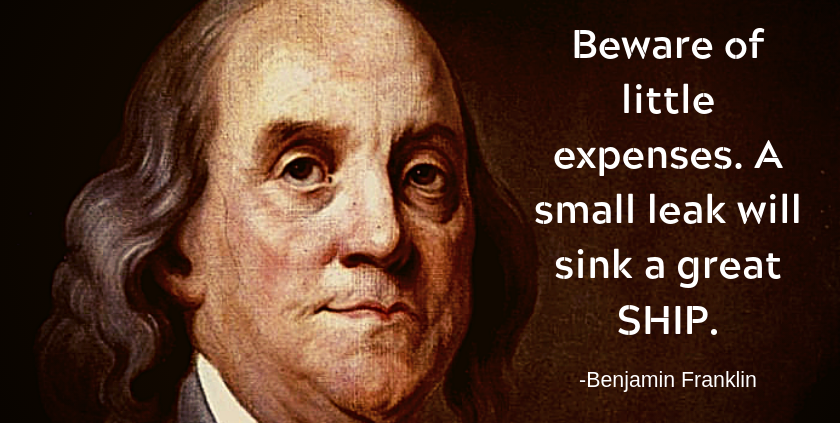 Beware of
little
expenses. A
small leak will
sink a great
SHIP.
-Benjamin Franklin